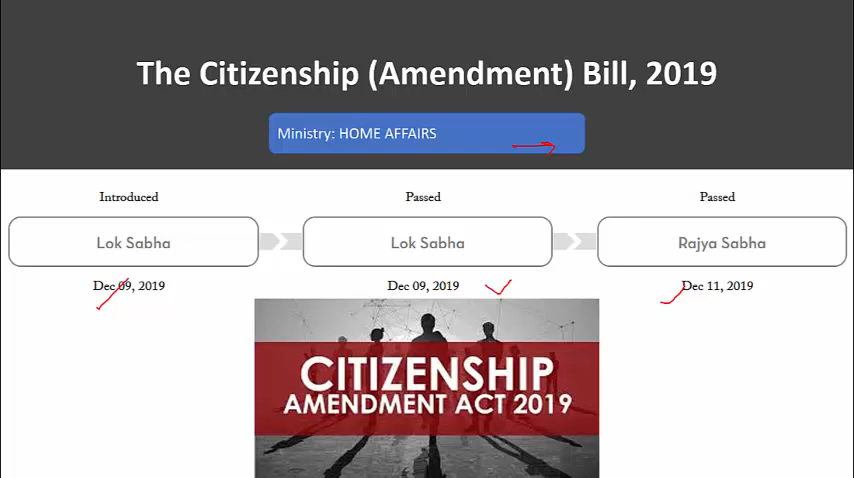 The Citizenship (Amendment) Bill, 2019
Ministry: HOME AFFAIRS
Introduced
Passed
Passed
Lok Sabha
Lok Sabha
Rajya Sabha
Dec 09, 2019
Dec 09, 2019
Dec 11, 2019
CITIZENSHIP
AMENDMENT ACT 2019